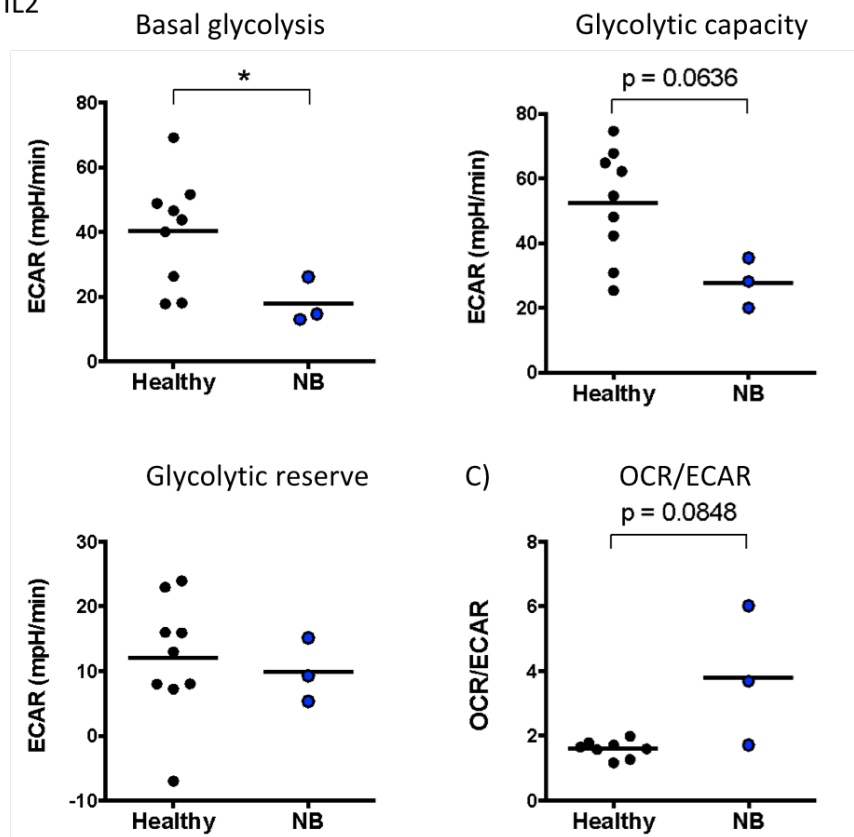 IL2
Basal glycolysis
*
ECAR (mpH/min)
80
60
40
20
0
Healthy NB
Glycolytic capacity
p = 0.0636
ECAR (mpH/min)
80
60
40
20
0
Healthy NB
Glycolytic reserve
ECAR (mpH/min)
30
20
10
0
-10
Healthy NB
C) OCR/ECAR
p = 0.0848
OCR/ECAR
8
6
4
2
0
Healthy NB